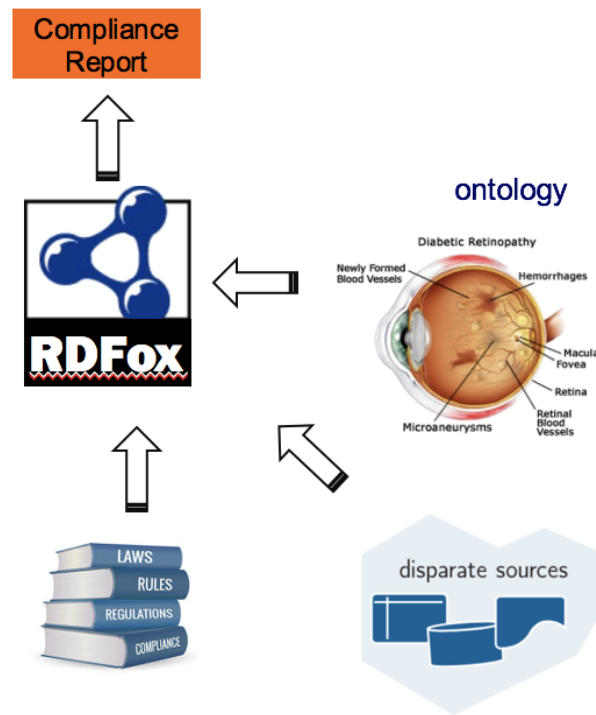 Compliance
Report
ontology
Diabetic Retinopathy
Newly Formed
Blood Vessels
Hemorrhages
RDFox
Macula
Fovea
Retina
Retinal
Blood
Vessels
Microaneurysms
LAWS
RULES
REGULATIONS
COMPLIANCE
disparate sources